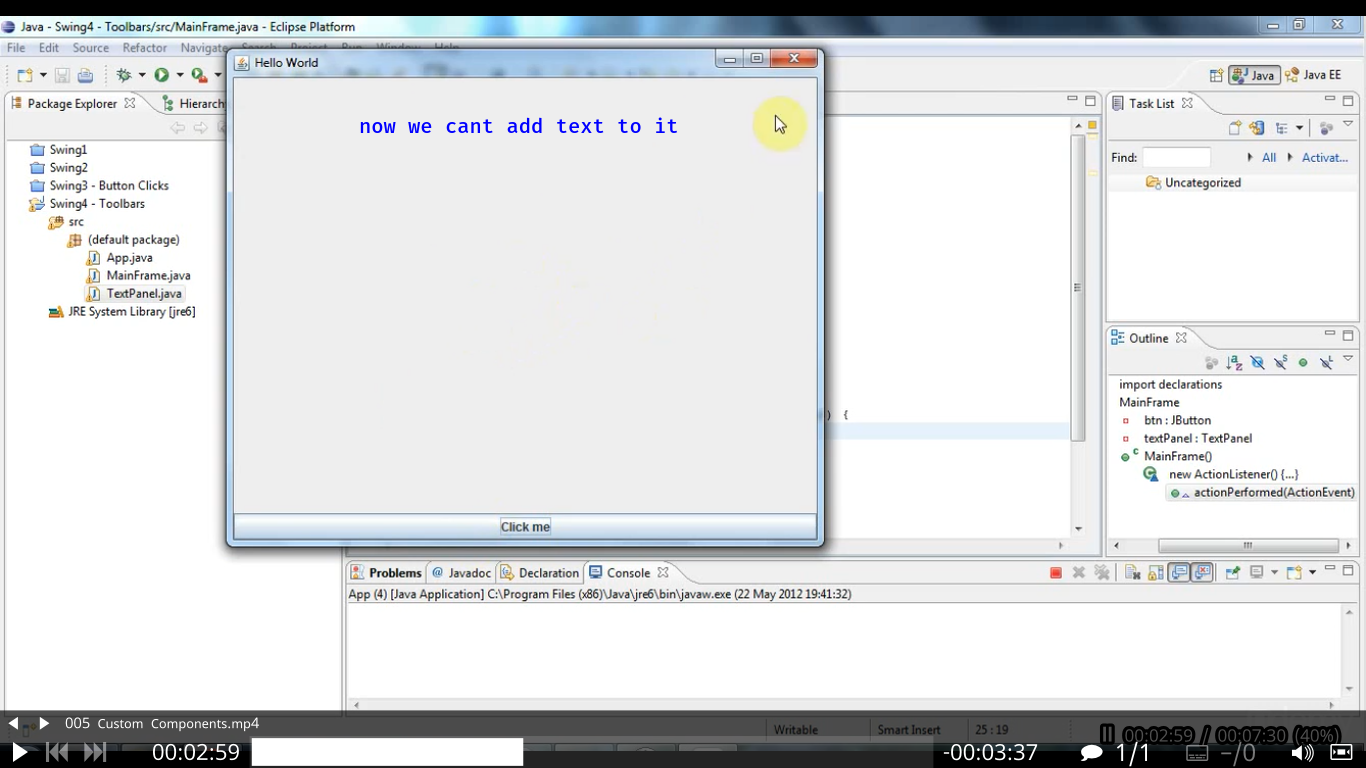 Java - Swing4 - Toolbars/src/MainFrame.java - Eclipse Platform
File Edit Source Refactor Navigate Search Project Run Window Help
Hello World
Java Java EE
Package Explorer Hierarch
Task List
now we cant add text to it
Find: All Activat...
Uncategorized
Swing1
Swing2
Swing3 - Button Clicks
Swing4 - Toolbars
src
(default package)
App.java
MainFrame.java
TextPanel.java
JRE System Library [jre6]
) {
Click me
Outline
import declarations
MainFrame
btn : JButton
textPanel : TextPanel
MainFrame()
new ActionListener() {...}
actionPerformed(ActionEvent)
Problems @ Javadoc Declaration Console
App (4) [Java Application] C:\Program Files (x86)\Java\jre6\bin\javaw.exe (22 May 2012 19:41:32)
005 Custom Components.mp4
Writable Smart Insert 25 : 19
00:02:59 / 00:07:30 (40%)
00:02:59 -00:03:37 1/1 -/0